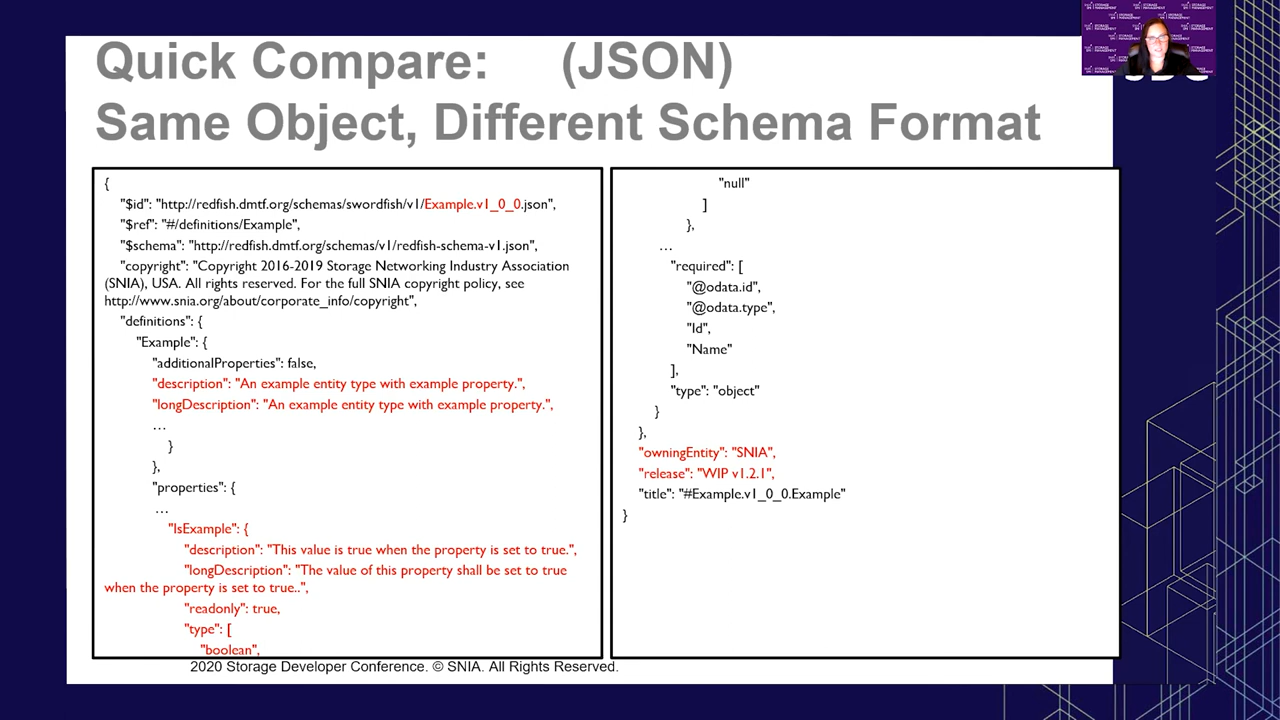 Quick Compare: (JSON)
Same Object, Different Schema Format
{
"$id": "http://redfish.dmtf.org/schemas/swordfish/v1/Example.v1_0_0.json",
"$ref": "#/definitions/Example",
"$schema": "http://redfish.dmtf.org/schemas/v1/redfish-schema-v1.json",
"copyright": "Copyright 2016-2019 Storage Networking Industry Association
(SNIA), USA. All rights reserved. For the full SNIA copyright policy, see
http://www.snia.org/about/corporate_info/copyright",
"definitions": {
"Example": {
"additionalProperties": false,
"description": "An example entity type with example property.",
"longDescription": "An example entity type with example property.",
…
}
},
"properties": {
…
"IsExample": {
"description": "This value is true when the property is set to true.",
"longDescription": "The value of this property shall be set to true
when the property is set to true..",
"readonly": true,
"type": [
"boolean",
"null"
]
},
…
"required": [
"@odata.id",
"@odata.type",
"Id",
"Name"
],
"type": "object"
}
},
"owningEntity": "SNIA",
"release": "WIP v1.2.1",
"title": "#Example.v1_0_0.Example"
}
2020 Storage Developer Conference. © SNIA. All Rights Reserved.